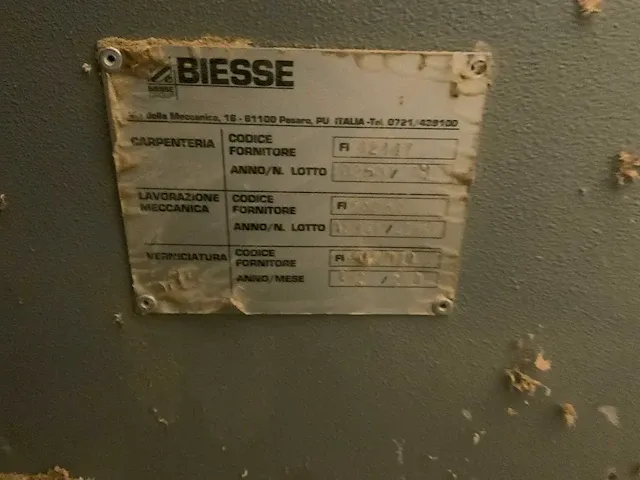 BIESSE
della Meccanica, 16 - 61100 Pesaro, PU ITALIA -Tel. 0721/439100
CARPENTERIA
CODICE FORNITORE
FI
ANNO/N. LOTTO
LAVORAZIONE MECCANICA
CODICE FORNITORE
FI
ANNO/N. LOTTO
VERNICIATURA
CODICE FORNITORE
FI
ANNO/MESE